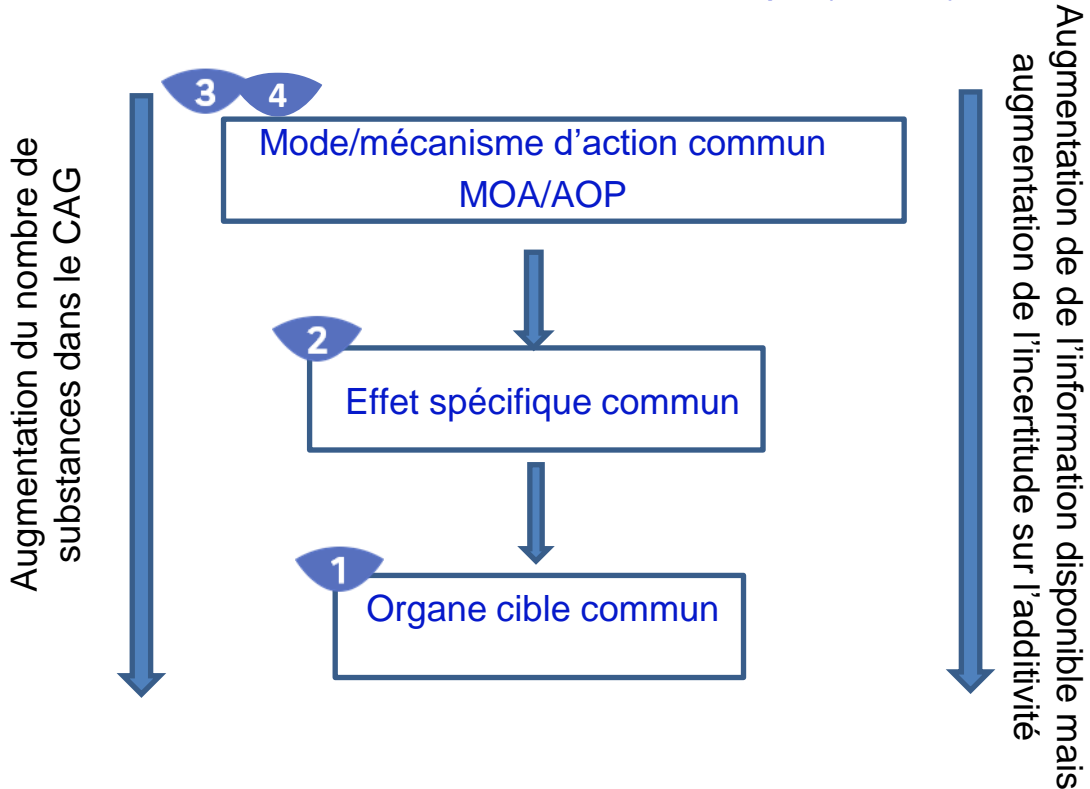 Augmentation du nombre de
substances dans le CAG
3
4
Mode/mécanisme d'action commun
MOA/AOP
2
Effet spécifique commun
1
Organe cible commun
Augmentation de de l'information disponible mais
augmentation de l'incertitude sur l'additivité